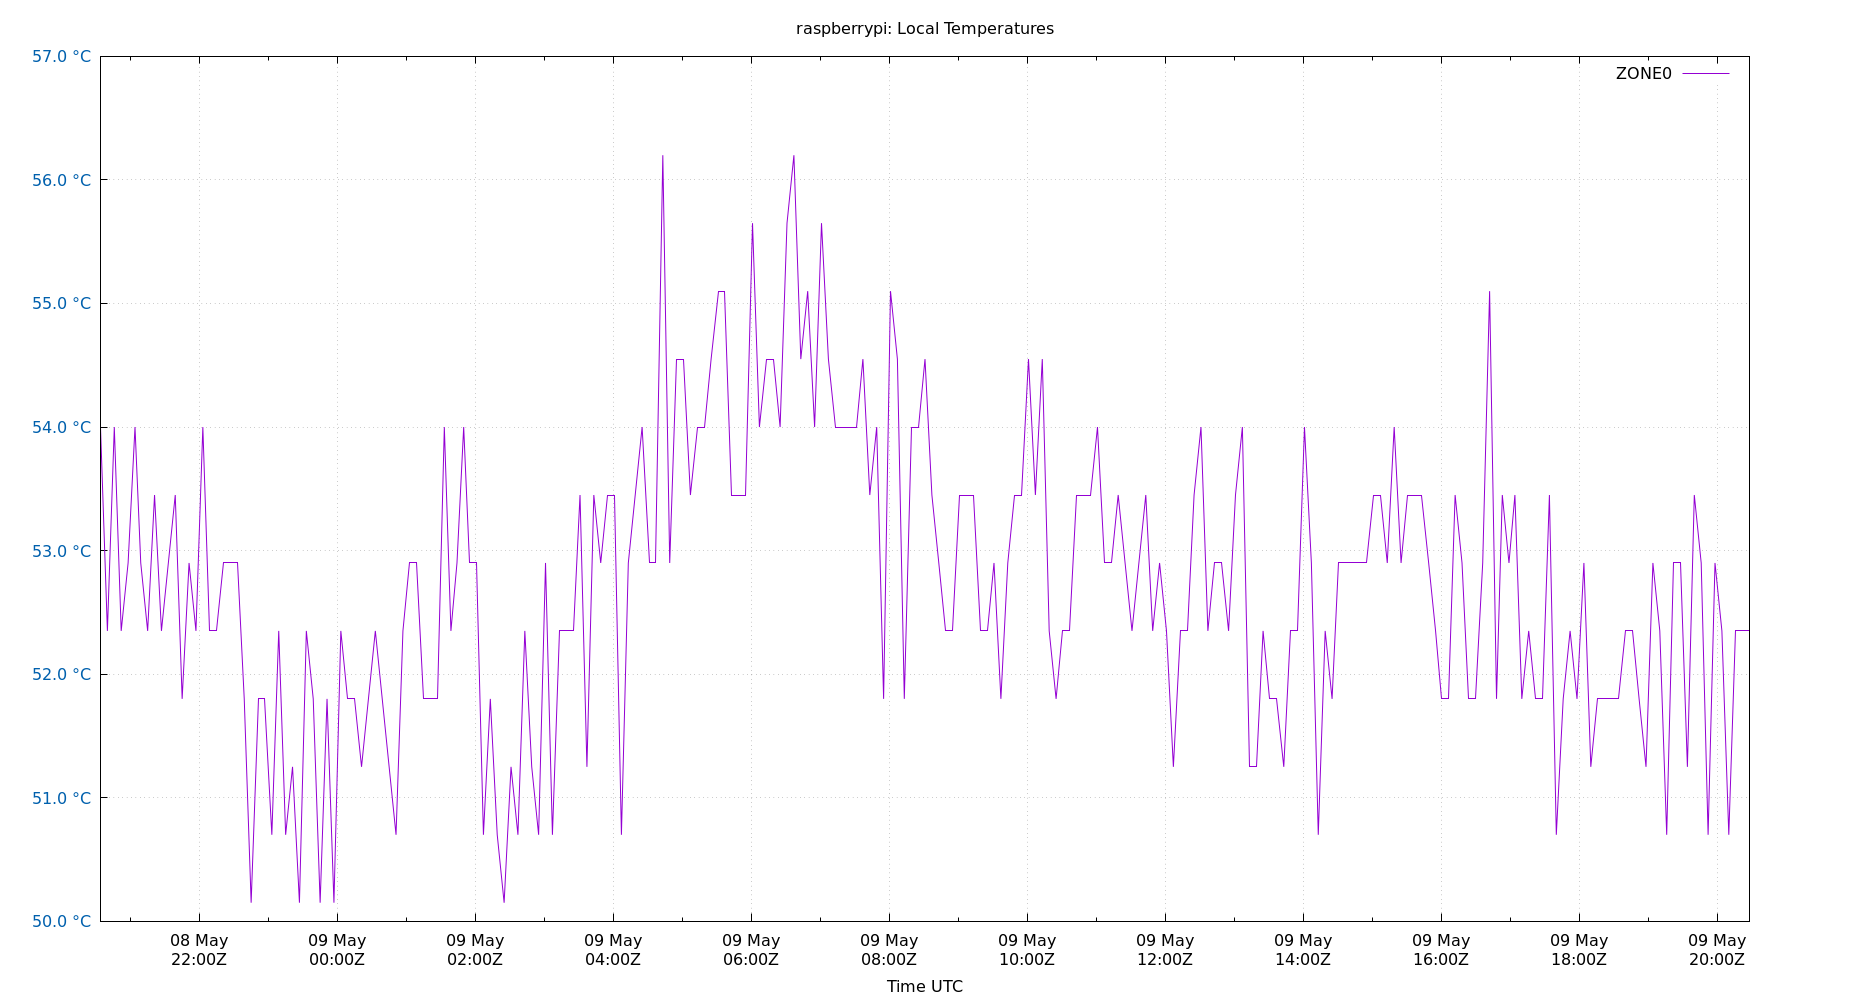 raspberrypi: Local Temperatures
57.0 °C
ZONE0
56.0 °C
55.0 °C
54.0 °C
53.0 °C
52.0 °C
51.0 °C
50.0 °C
08 May 09 May 09 May 09 May 09 May 09 May 09 May 09 May 09 May 09 May 09 May 09 May
22:00Z 00:00Z 02:00Z 04:00Z 06:00Z 08:00Z 10:00Z 12:00Z 14:00Z 16:00Z 18:00Z 20:00Z
Time UTC